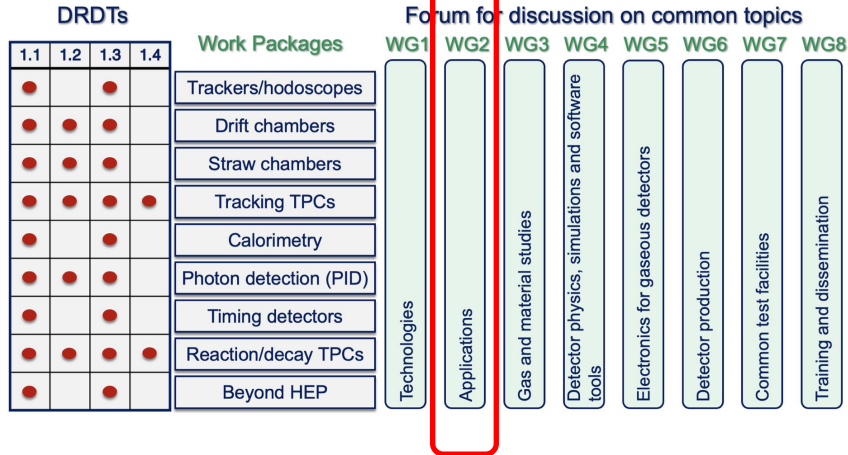 DRDTs
Forum for discussion on common topics
Work Packages
WG1 WG2 WG3 WG4 WG5 WG6 WG7 WG8
1.1 1.2 1.3 1.4
Trackers/hodoscopes
Drift chambers
Straw chambers
Tracking TPCs
Calorimetry
Photon detection (PID)
Timing detectors
Reaction/decay TPCs
Beyond HEP
Technologies
Applications
Gas and material studies
Detector physics, simulations and software
tools
Electronics for gaseous detectors
Detector production
Common test facilities
Training and dissemination